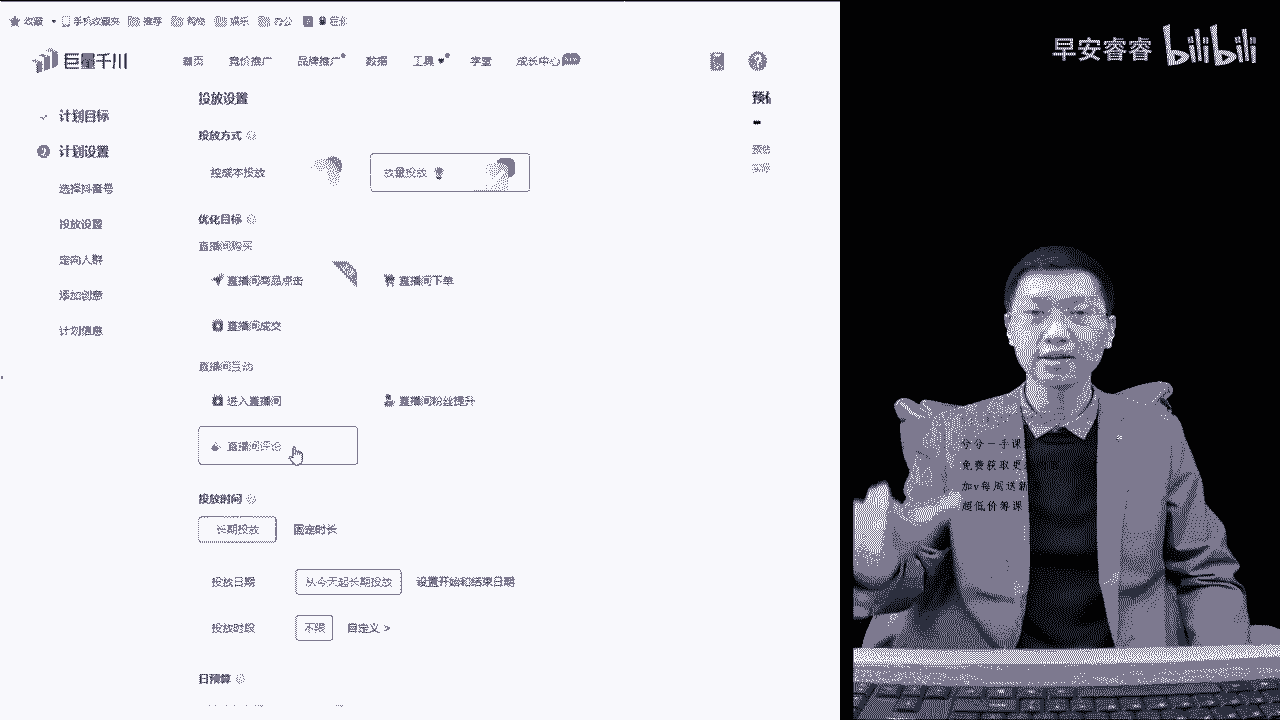 收藏 手机收藏夹 推荐 购物 娱乐 办公
早安睿睿 bilibili
巨量千川 首页 竞价推广 品牌推广 数据 工具 学堂 成长中心
计划目标
计划设置
选择抖音号
投放设置
定向人群
添加创意
计划信息
投放设置
投放方式
控成本投放 放量投放
优化目标
直播间购买
直播间商品点击 直播间下单
直播间成交
直播间互动
进入直播间 直播间粉丝提升
直播间评论
投放时间
长期投放 固定时长
投放日期 从今天起长期投放 设置开始和结束日期
投放时段 不限 自定义 >
日预算
预估
预估
分分一手课
免费获取更
加v每周送新
超低价筹课